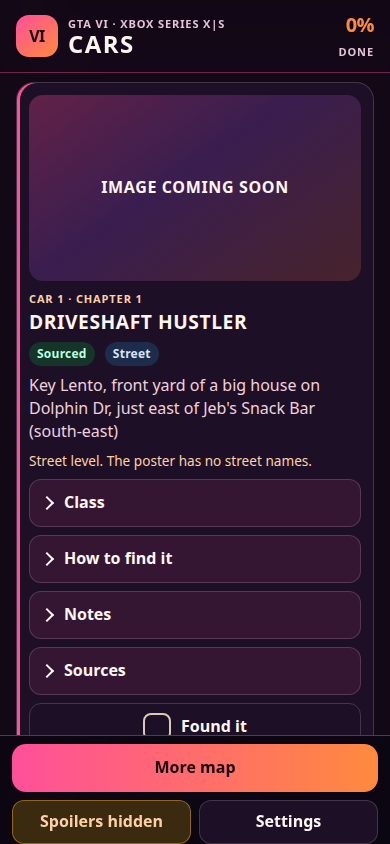 VI
GTA VI · XBOX SERIES X|S
CARS
0%
DONE
IMAGE COMING SOON
CAR 1 · CHAPTER 1
DRIVESHAFT HUSTLER
Sourced
Street
Key Lento, front yard of a big house on
Dolphin Dr, just east of Jeb's Snack Bar
(south-east)
Street level. The poster has no street names.
Class
How to find it
Notes
Sources
Found it
More map
Spoilers hidden
Settings